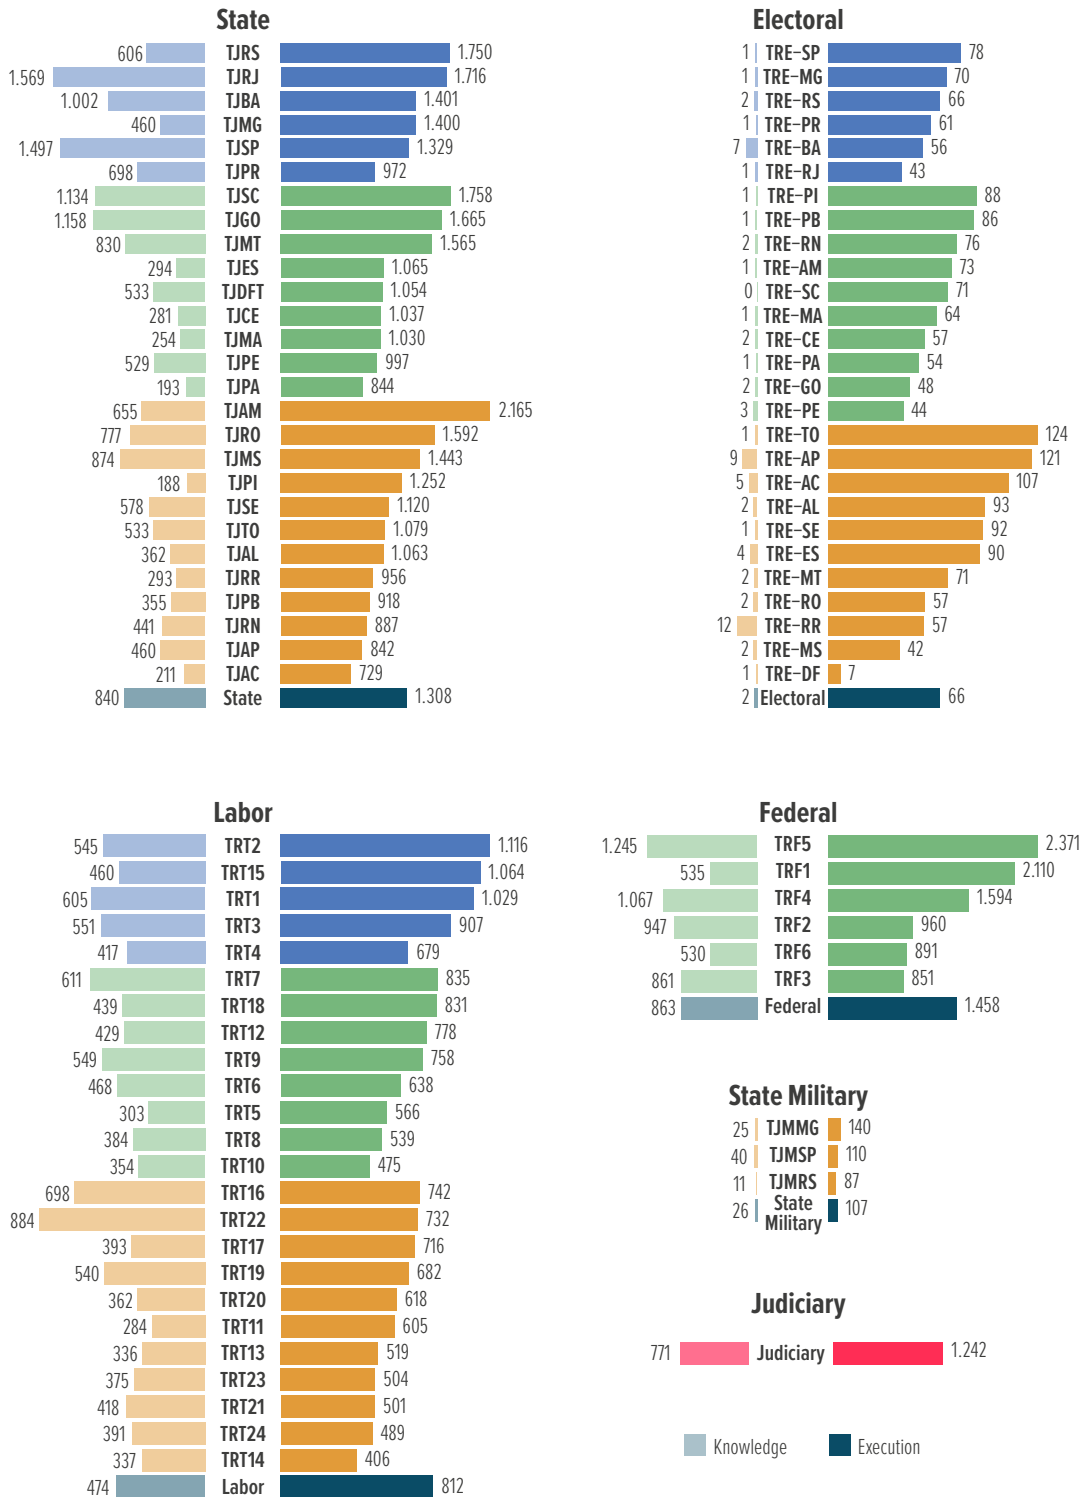 State
606 TJRS 1.750
1.569 TJRJ 1.716
1.002 TJBA 1.401
460 TJMG 1.400
1.497 TJSP 1.329
698 TJPR 972
1.134 TJSC 1.758
1.158 TJGO 1.665
830 TJMT 1.565
294 TJES 1.065
533 TJDFT 1.054
281 TJCE 1.037
254 TJMA 1.030
529 TJPE 997
193 TJPA 844
655 TJAM 2.165
777 TJRO 1.592
874 TJMS 1.443
188 TJPI 1.252
578 TJSE 1.120
533 TJTO 1.079
362 TJAL 1.063
293 TJRR 956
355 TJPB 918
441 TJRN 887
460 TJAP 842
211 TJAC 729
840 State 1.308
Electoral
1 TRE-SP 78
1 TRE-MG 70
2 TRE-RS 66
1 TRE-PR 61
7 TRE-BA 56
1 TRE-RJ 43
1 TRE-PI 88
1 TRE-PB 86
2 TRE-RN 76
1 TRE-AM 73
0 TRE-SC 71
1 TRE-MA 64
2 TRE-CE 57
1 TRE-PA 54
2 TRE-GO 48
3 TRE-PE 44
1 TRE-TO 124
9 TRE-AP 121
5 TRE-AC 107
2 TRE-AL 93
1 TRE-SE 92
4 TRE-ES 90
2 TRE-MT 71
2 TRE-RO 57
12 TRE-RR 57
2 TRE-MS 42
1 TRE-DF 7
2 Electoral 66
Labor
545 TRT2 1.116
460 TRT15 1.064
605 TRT1 1.029
551 TRT3 907
417 TRT4 679
611 TRT7 835
439 TRT18 831
429 TRT12 778
549 TRT9 758
468 TRT6 638
303 TRT5 566
384 TRT8 539
354 TRT10 475
698 TRT16 742
884 TRT22 732
393 TRT17 716
540 TRT19 682
362 TRT20 618
284 TRT11 605
336 TRT13 519
375 TRT23 504
418 TRT21 501
391 TRT24 489
337 TRT14 406
474 Labor 812
Federal
1.245 TRF5 2.371
535 TRF1 2.110
1.067 TRF4 1.594
947 TRF2 960
530 TRF6 891
861 TRF3 851
863 Federal 1.458
State Military
25 TJMMG 140
40 TJMSP 110
11 TJMRS 87
26 State 107
Military
Judiciary
771 Judiciary 1.242
Knowledge Execution